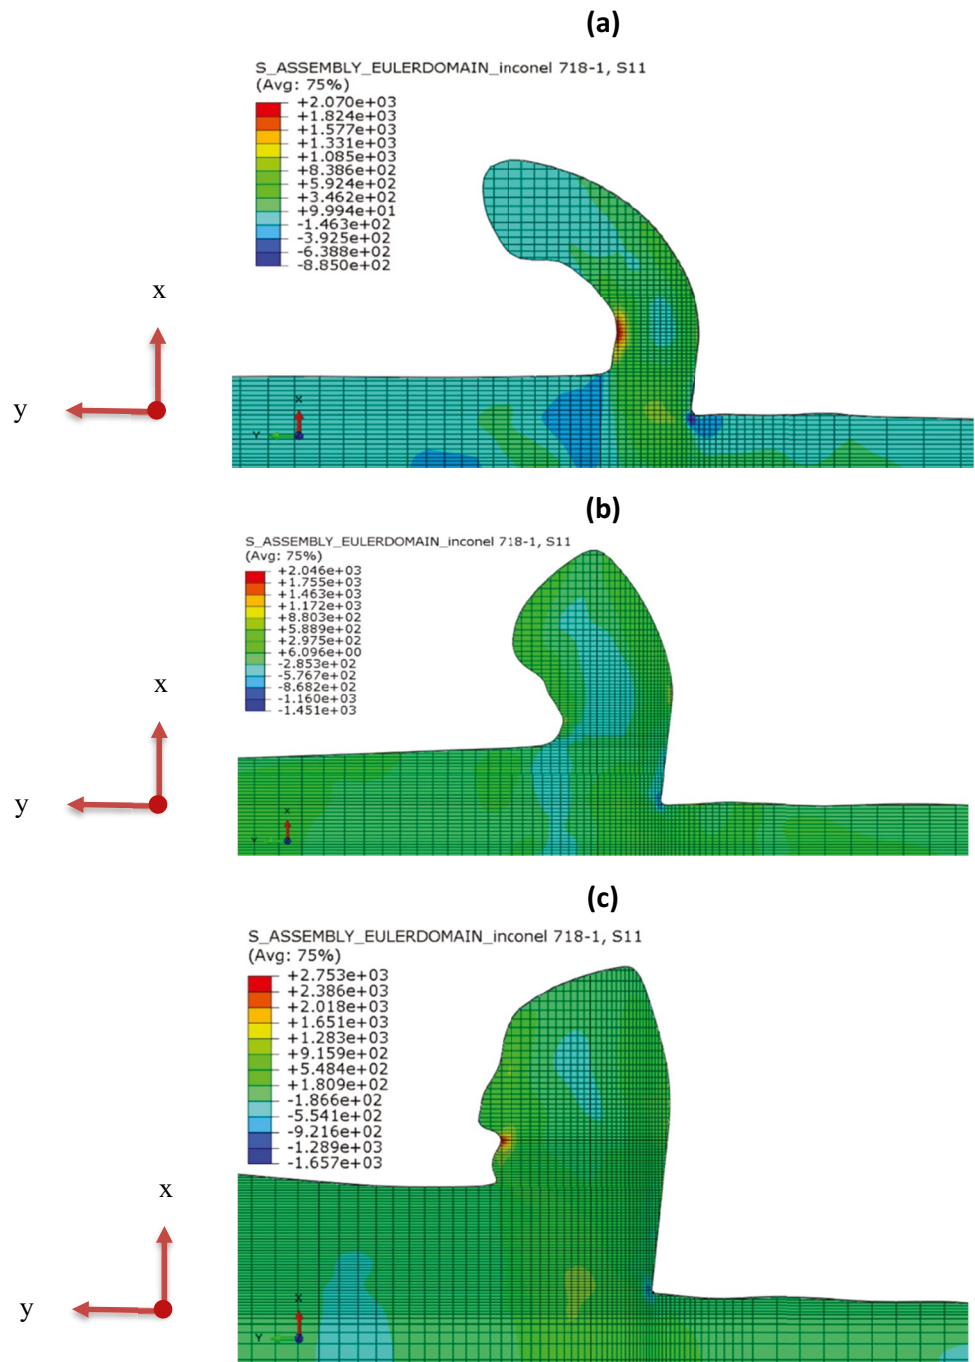 (a)
S_ASSEMBLY_EULERDOMAIN_inconel 718-1, S11
(Avg: 75%)
+2.070e+03
+1.824e+03
+1.577e+03
+1.331e+03
+1.085e+03
+8.386e+02
+5.924e+02
+3.462e+02
+9.994e+01
-1.463e+02
-3.925e+02
-6.388e+02
-8.850e+02
x
y
X
Y
(b)
S_ASSEMBLY_EULERDOMAIN_inconel 718-1, S11
(Avg: 75%)
+2.046e+03
+1.755e+03
+1.463e+03
+1.172e+03
+8.803e+02
+5.889e+02
+2.975e+02
+6.096e+00
-2.853e+02
-5.767e+02
-8.682e+02
-1.160e+03
-1.451e+03
x
y
X
Y
(c)
S_ASSEMBLY_EULERDOMAIN_inconel 718-1, S11
(Avg: 75%)
+2.753e+03
+2.386e+03
+2.018e+03
+1.651e+03
+1.283e+03
+9.159e+02
+5.484e+02
+1.809e+02
-1.866e+02
-5.541e+02
-9.216e+02
-1.289e+03
-1.657e+03
x
y
X
Y